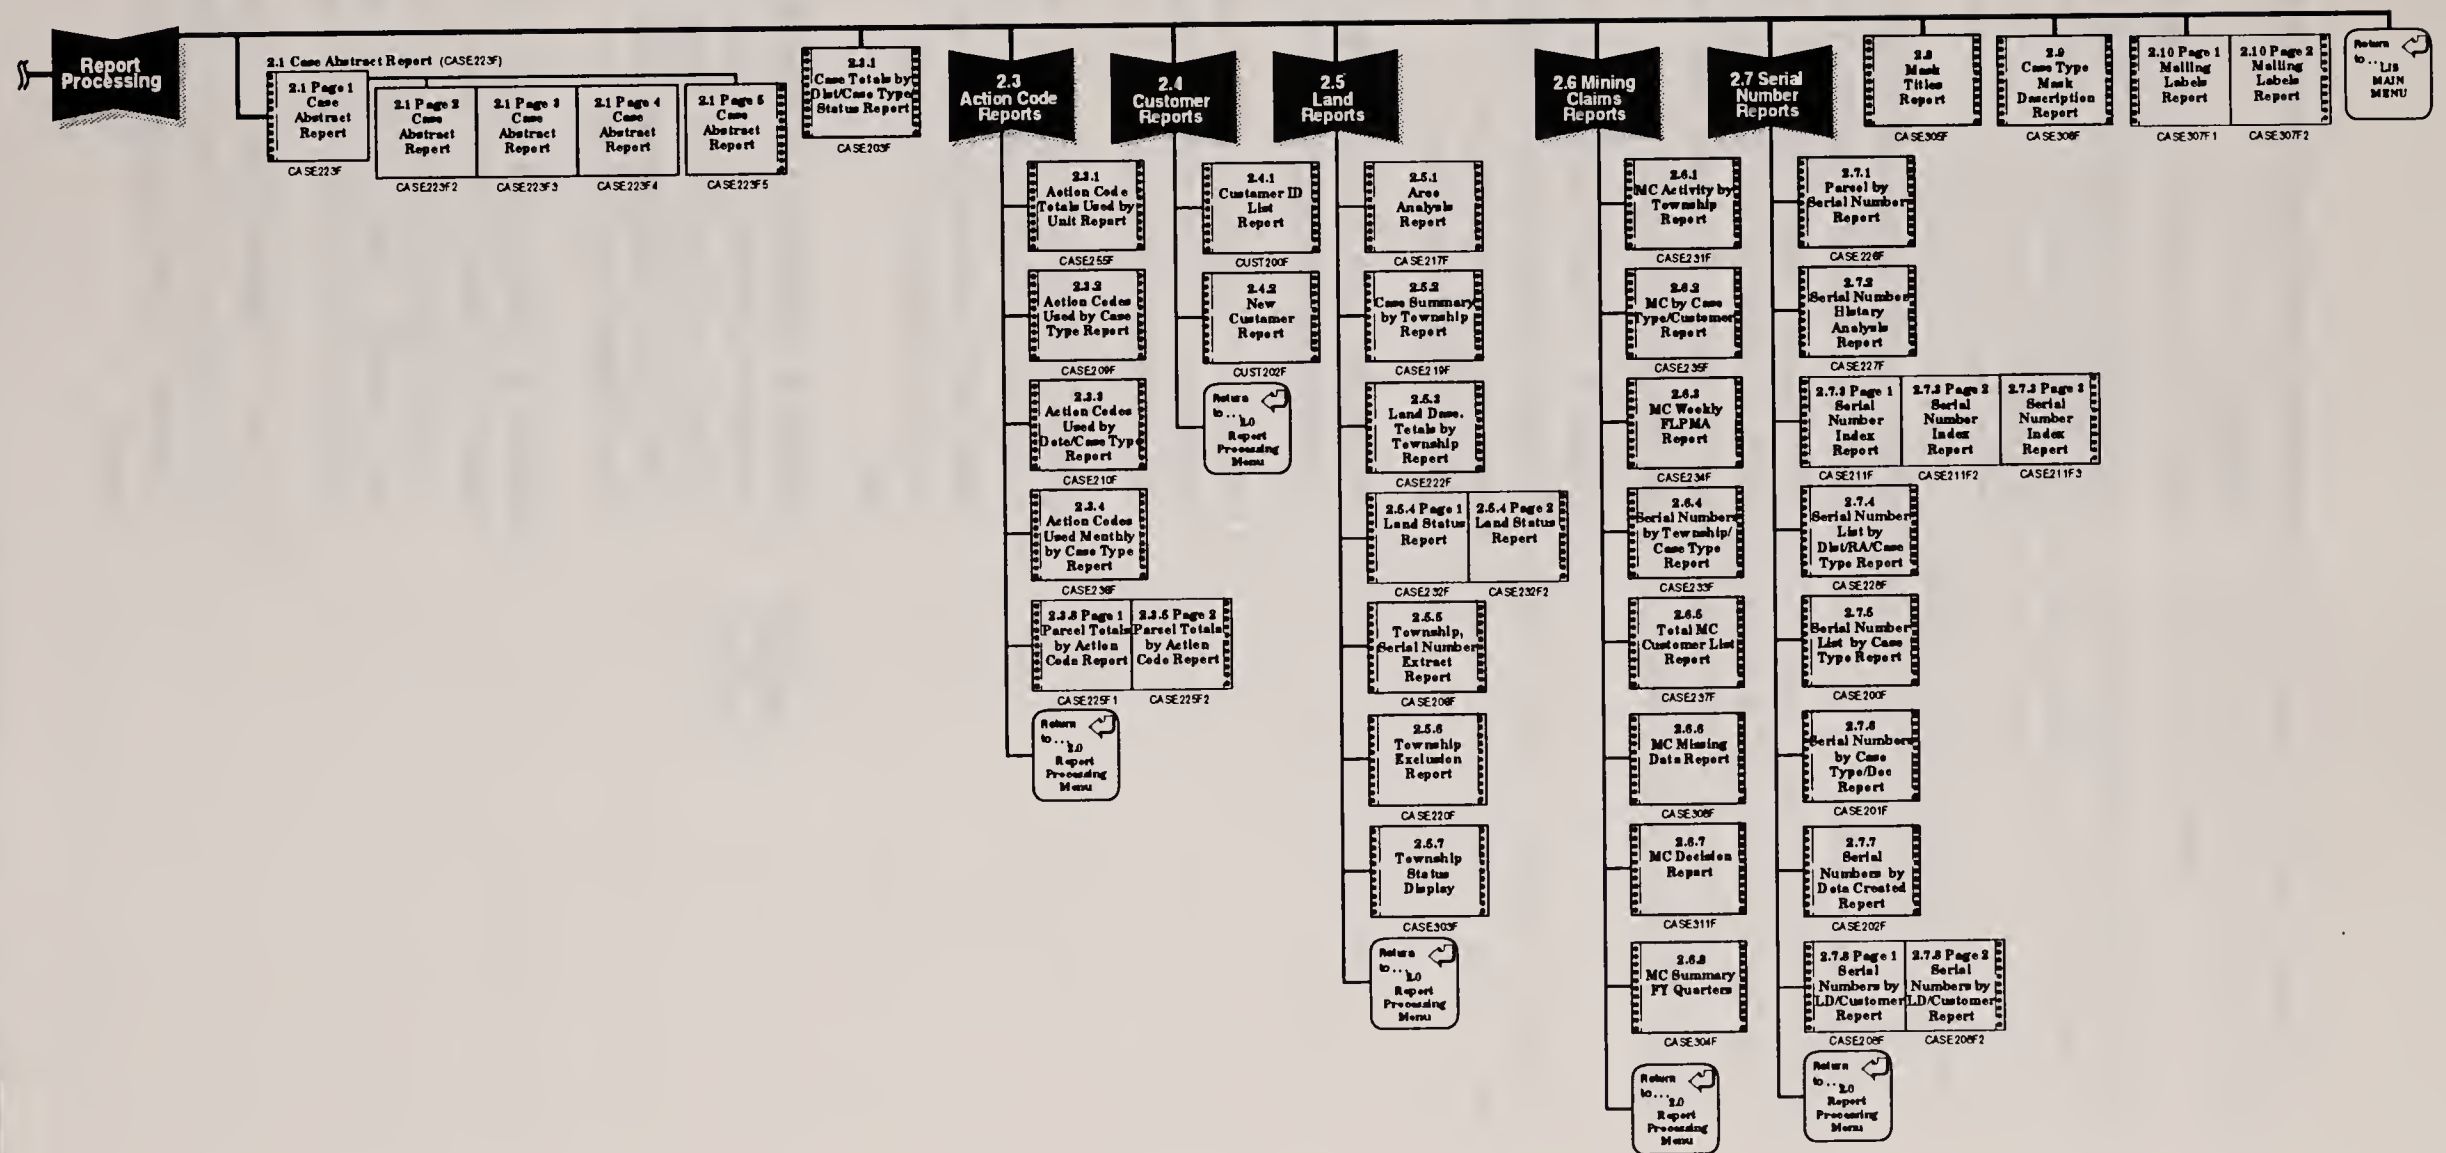 Report
Processing
2.1 Case Abstract Report (CASE223F)
2.1 Page 1
Case
Abstract
Report
CASE223F
2.1 Page 2
Case
Abstract
Report
CASE223F2
2.1 Page 3
Case
Abstract
Report
CASE223F3
2.1 Page 4
Case
Abstract
Report
CASE223F4
2.1 Page 5
Case
Abstract
Report
CASE223F5
Case Totals by
Dist/Case Type
Status Report
CASE203F
2.3
Action Code
Reports
2.3.1
Action Code
Totals Used by
Unit Report
CASE255F
2.3.2
Action Codes
Used by Case
Type Report
CASE209F
2.3.3
Action Codes
Used by
Date/Case Type
Report
CASE210F
2.3.4
Action Codes
Used Monthly
by Case Type
Report
CASE236F
2.3.5 Page 1
Parcel Totals
by Action
Code Report
CASE225F1
2.3.5 Page 2
Parcel Totals
by Action
Code Report
CASE225F2
Return
to...
2.0
Report
Processing
Menu
2.4
Customer
Reports
2.4.1
Customer ID
List
Report
CUST200F
2.4.2
New
Customer
Report
CUST202F
Return
to...
2.0
Report
Processing
Menu
2.5
Land
Reports
2.5.1
Area
Analysis
Report
CASE217F
2.5.2
Case Summary
by Township
Report
CASE219F
2.5.3
Land Desc.
Totals by
Township
Report
CASE222F
2.5.4 Page 1
Land Status
Report
CASE232F
2.5.4 Page 2
Land Status
Report
CASE232F2
2.5.5
Township,
Serial Number
Extract
Report
2.5.6
Township
Exclusion
Report
CASE220F
2.5.7
Township
Status
Display
CASE303F
Return
to...
2.0
Report
Processing
Menu
2.6 Mining
Claims
Reports
2.6.1
MC Activity by
Township
Report
CASE231F
2.6.2
MC by Case
Type/Customer
Report
CASE235F
2.6.3
MC Weekly
FLPMA
Report
CASE234F
2.6.4
Serial Numbers
by Township/
Case Type
Report
CASE233F
2.6.5
Total MC
Customer List
Report
CASE237F
2.6.6
MC Missing
Data Report
2.6.7
MC Decision
Report
CASE311F
2.6.8
MC Summary
FY Quarters
CASE304F
Return
to...
2.0
Report
Processing
Menu
2.7 Serial
Number
Reports
2.7.1
Parcel by
Serial Number
Report
CASE226F
2.7.2
Serial Number
History
Analysis
Report
CASE227F
2.7.3 Page 1
Serial
Number
Index
Report
CASE211F
2.7.3 Page 2
Serial
Number
Index
Report
CASE211F2
2.7.3 Page 3
Serial
Number
Index
Report
CASE211F3
2.7.4
Serial Number
List by
Dist/RA/Case
Type Report
CASE228F
2.7.5
Serial Number
List by Case
Type Report
CASE200F
2.7.6
Serial Numbers
by Case
Type/Doc
Report
CASE201F
2.7.7
Serial
Numbers by
Date Created
Report
CASE202F
2.7.8 Page 1
Serial
Numbers by
LD/Customer
Report
2.7.8 Page 2
Serial
Numbers by
LD/Customer
Report
Return
to...
2.0
Report
Processing
Menu
2.8
Mask
Titles
Report
CASE305F
2.9
Case Type
Mask
Description
Report
CASE306F
2.10 Page 1
Mailing
Labels
Report
CASE307F1
2.10 Page 2
Mailing
Labels
Report
CASE307F2
Return
to...
LIS
MAIN
MENU